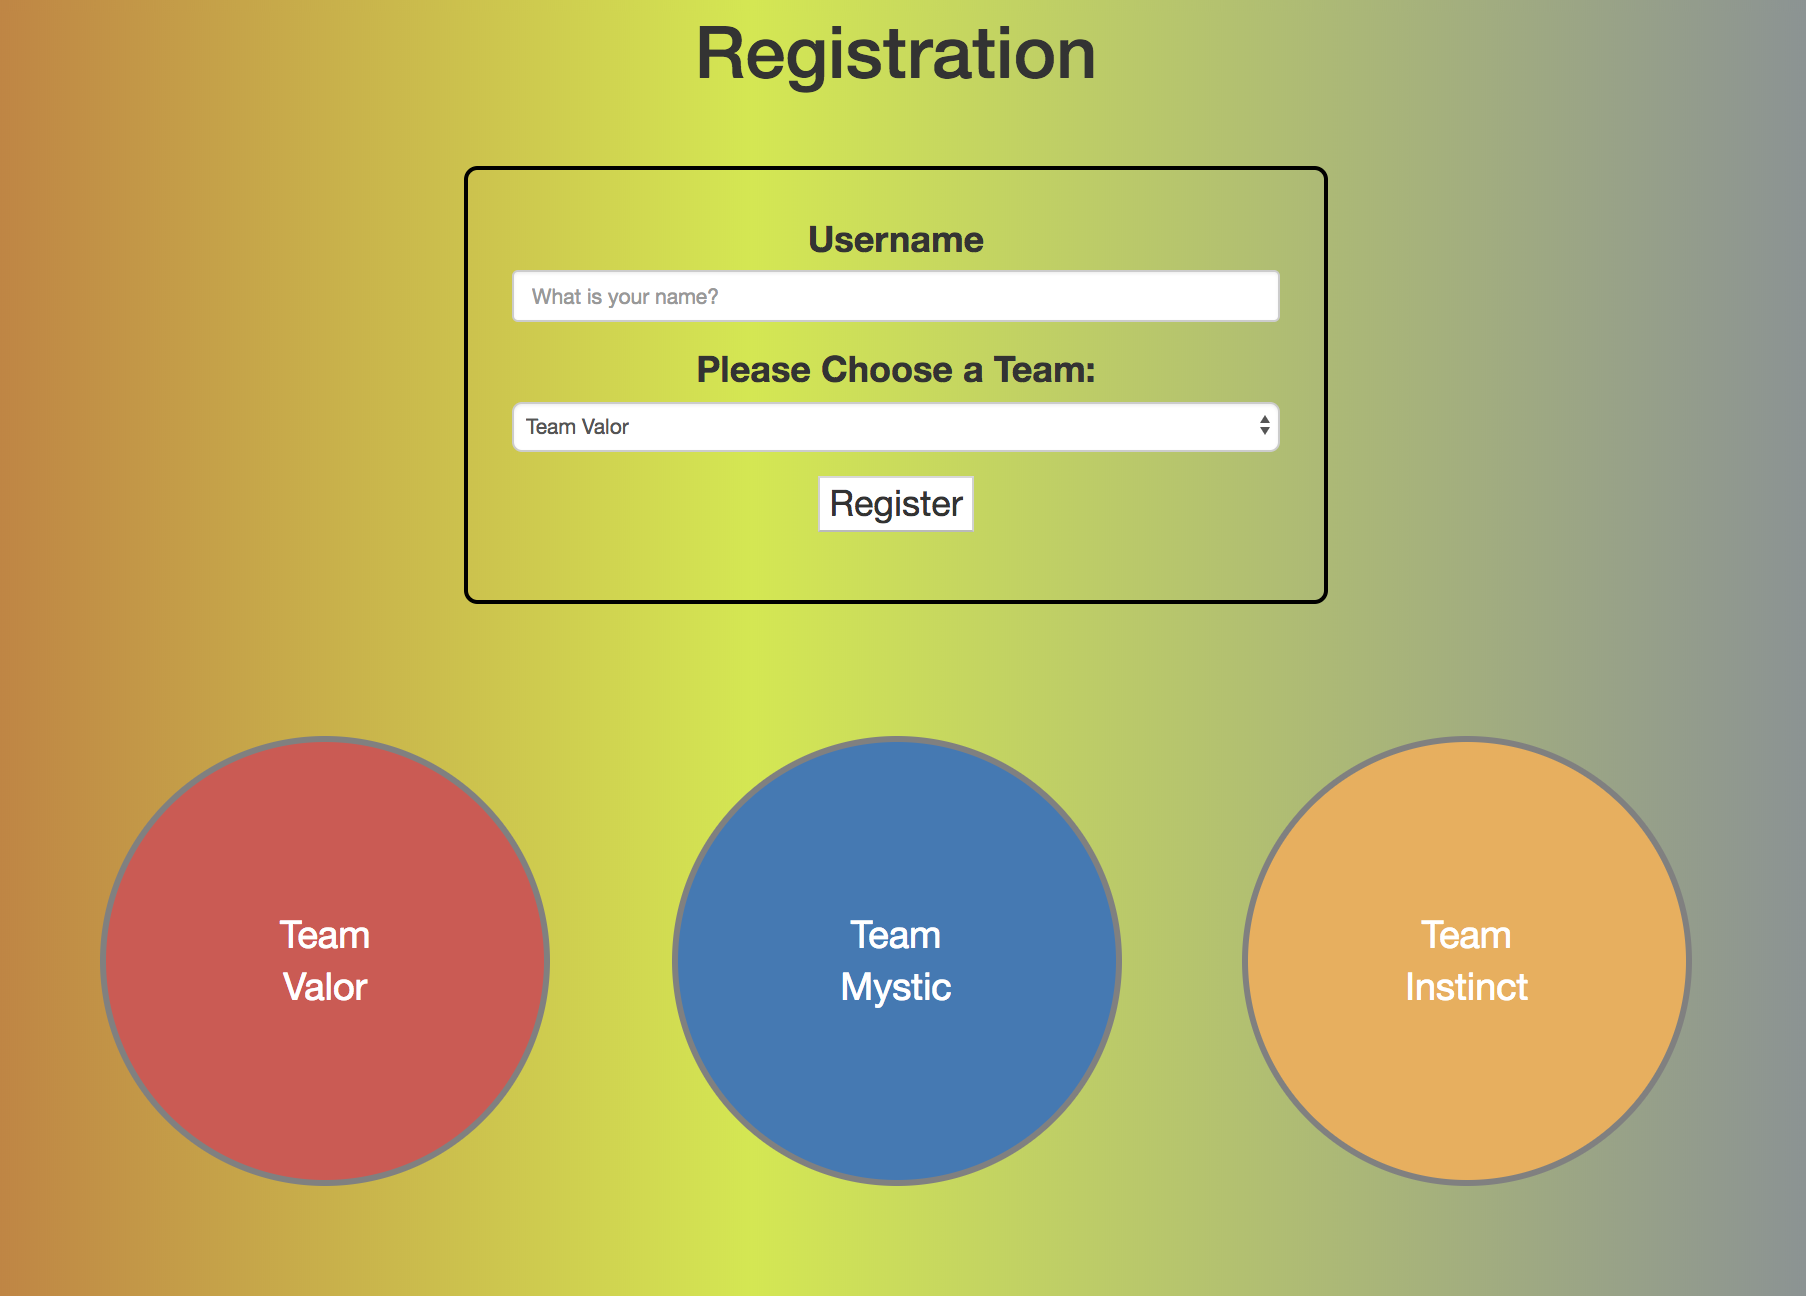 Registration
Username
What is your name?
Please Choose a Team:
Team Valor
Register
Team
Valor
Team
Mystic
Team
Instinct